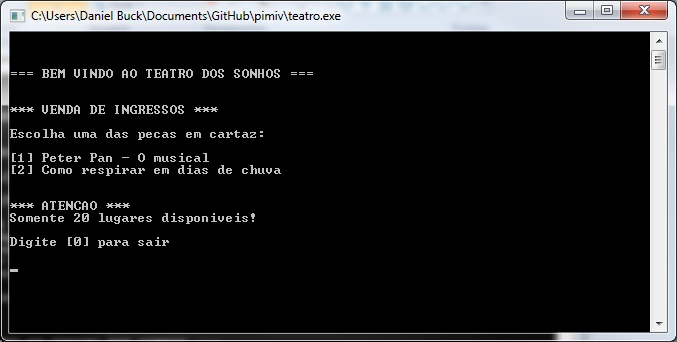 C:\Users\Daniel Buck\Documents\GitHub\pimiv\teatro.exe
=== BEM VINDO AO TEATRO DOS SONHOS ===
*** VENDA DE INGRESSOS ***
Escolha uma das pecas em cartaz:
[1] Peter Pan - O musical
[2] Como respirar em dias de chuva
*** ATENCAO ***
Somente 20 lugares disponiveis!
Digite [0] para sair